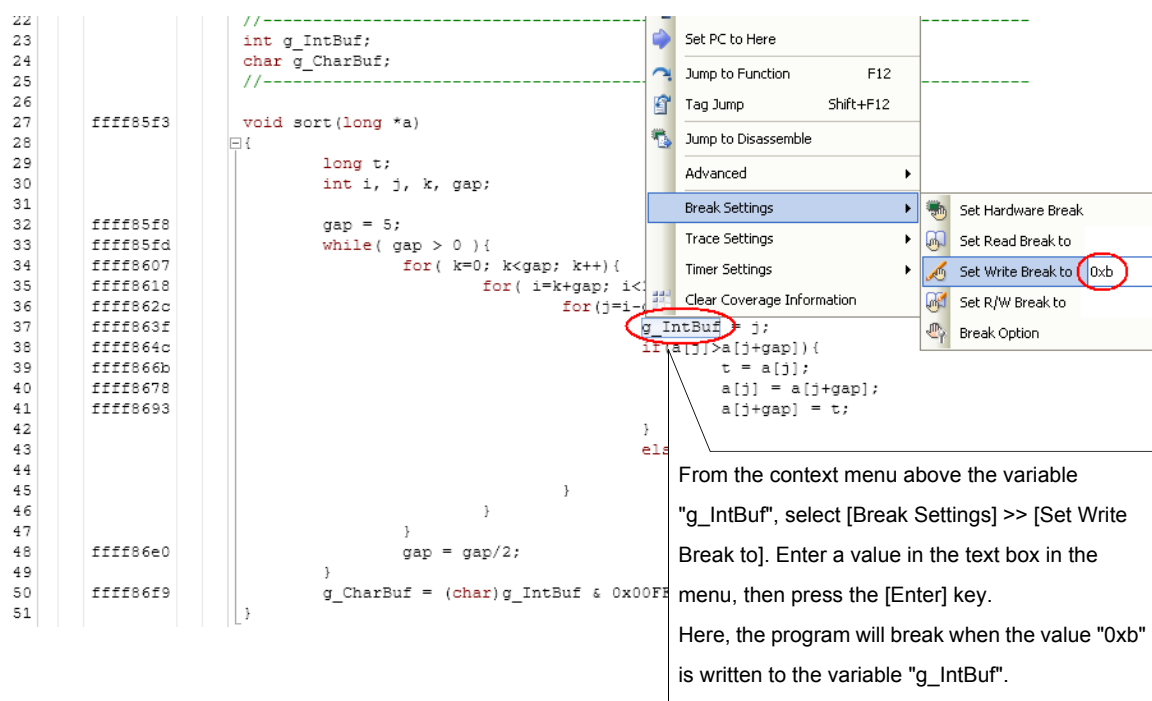 22 //------------------------------------------------------------
23 int g_IntBuf;
24 char g_CharBuf;
25 //------------------------------------------------------------
26
27 ffff85f3 void sort(long *a)
28 {
29 long t;
30 int i, j, k, gap;
31
32 ffff85f8 gap = 5;
33 ffff85fd while( gap > 0 ){
34 ffff8607 for( k=0; k<gap; k++){
35 ffff8618 for( i=k+gap; i<
36 ffff862c for(j=i-
37 ffff863f g_IntBuf = j;
38 ffff864c if(a[j]>a[j+gap]){
39 ffff866b t = a[j];
40 ffff8678 a[j] = a[j+gap];
41 ffff8693 a[j+gap] = t;
42 }
43 els
44
45 }
46 }
47 }
48 ffff86e0 gap = gap/2;
49 }
50 ffff86f9 g_CharBuf = (char)g_IntBuf & 0x00FF
51 }
Set PC to Here
Jump to Function F12
Tag Jump Shift+F12
Jump to Disassemble
Advanced
Break Settings
Trace Settings
Timer Settings
Clear Coverage Information
Set Hardware Break
Set Read Break to
Set Write Break to 0xb
Set R/W Break to
Break Option
From the context menu above the variable
"g_IntBuf", select [Break Settings] >> [Set Write
Break to]. Enter a value in the text box in the
menu, then press the [Enter] key.
Here, the program will break when the value "0xb"
is written to the variable "g_IntBuf".